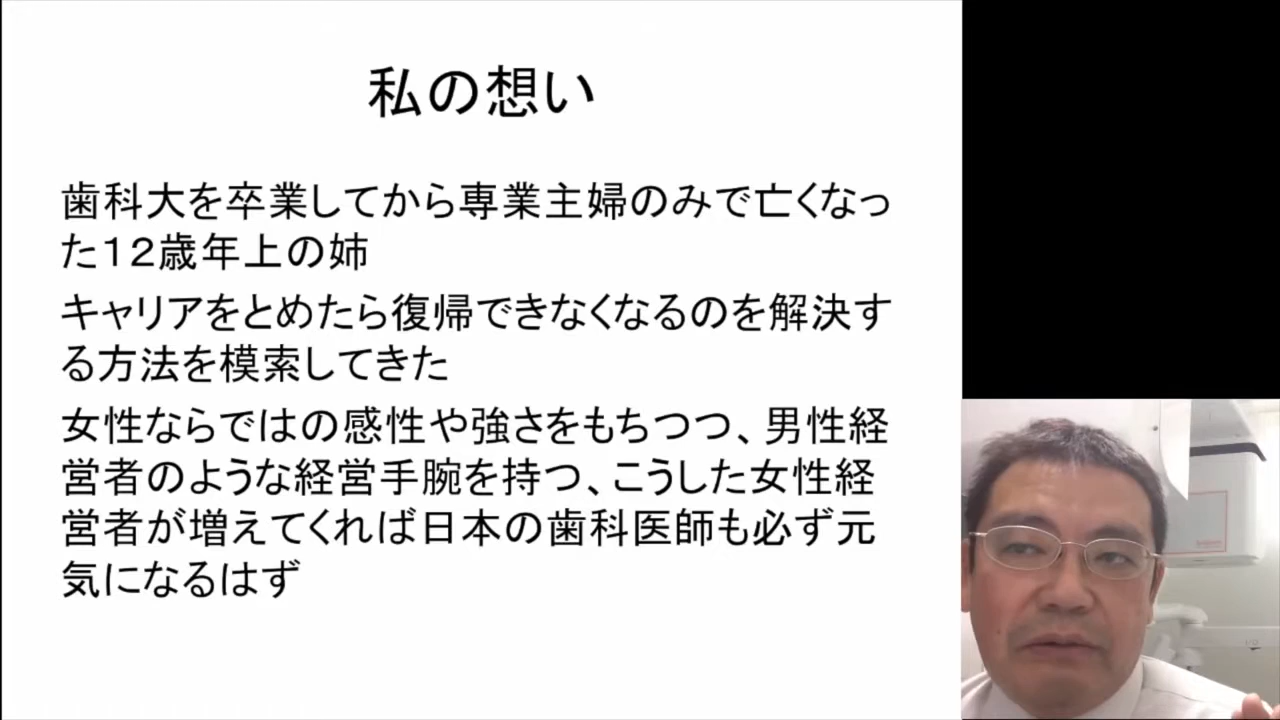 私の想い
歯科大を卒業してから専業主婦のみで亡くなっ
た１２歳年上の姉
キャリアをとめたら復帰できなくなるのを解決す
る方法を模索してきた
女性ならではの感性や強さをもちつつ、男性経
営者のような経営手腕を持つ、こうした女性経
営者が増えてくれば日本の歯科医師も必ず元
気になるはず